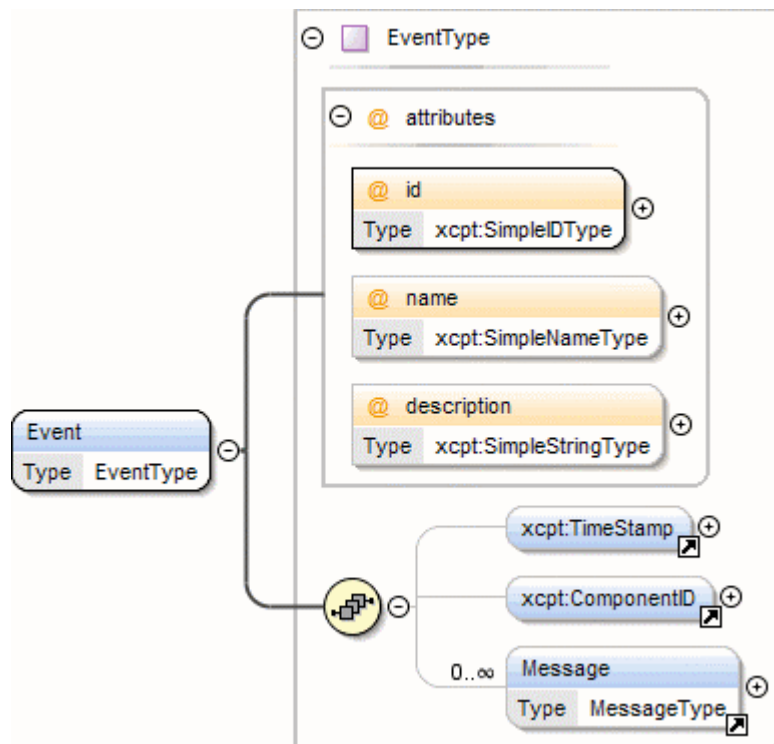 EventType
@ attributes
@ id
Type xcpt:SimpleIDType
@ name
Type xcpt:SimpleNameType
@ description
Type xcpt:SimpleStringType
Event
Type EventType
xcpt:TimeStamp
xcpt:ComponentID
0..∞
Message
Type MessageType